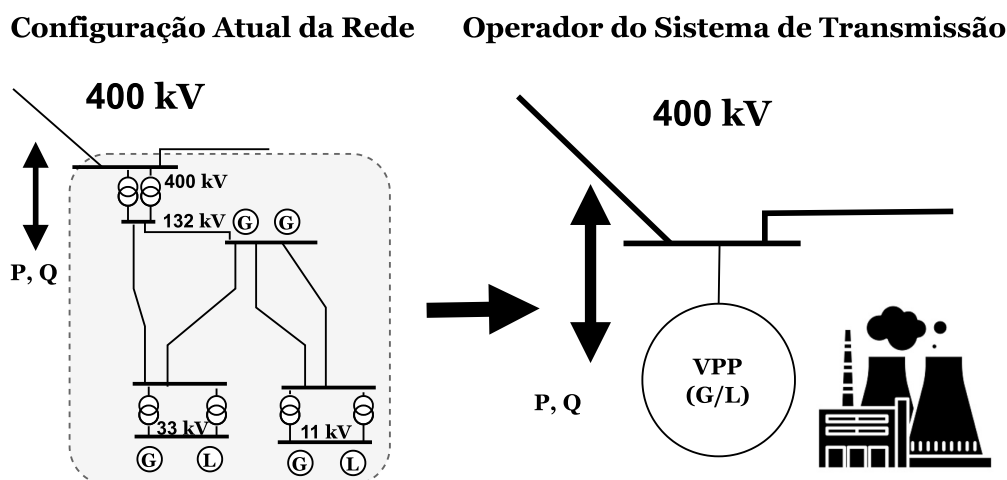 Configuração Atual da Rede
Operador do Sistema de Transmissão
400 kV
400 kV
400 kV
132 kV
G
G
P, Q
VPP
(G/L)
P, Q
33 kV
11 kV
G
L
G
L